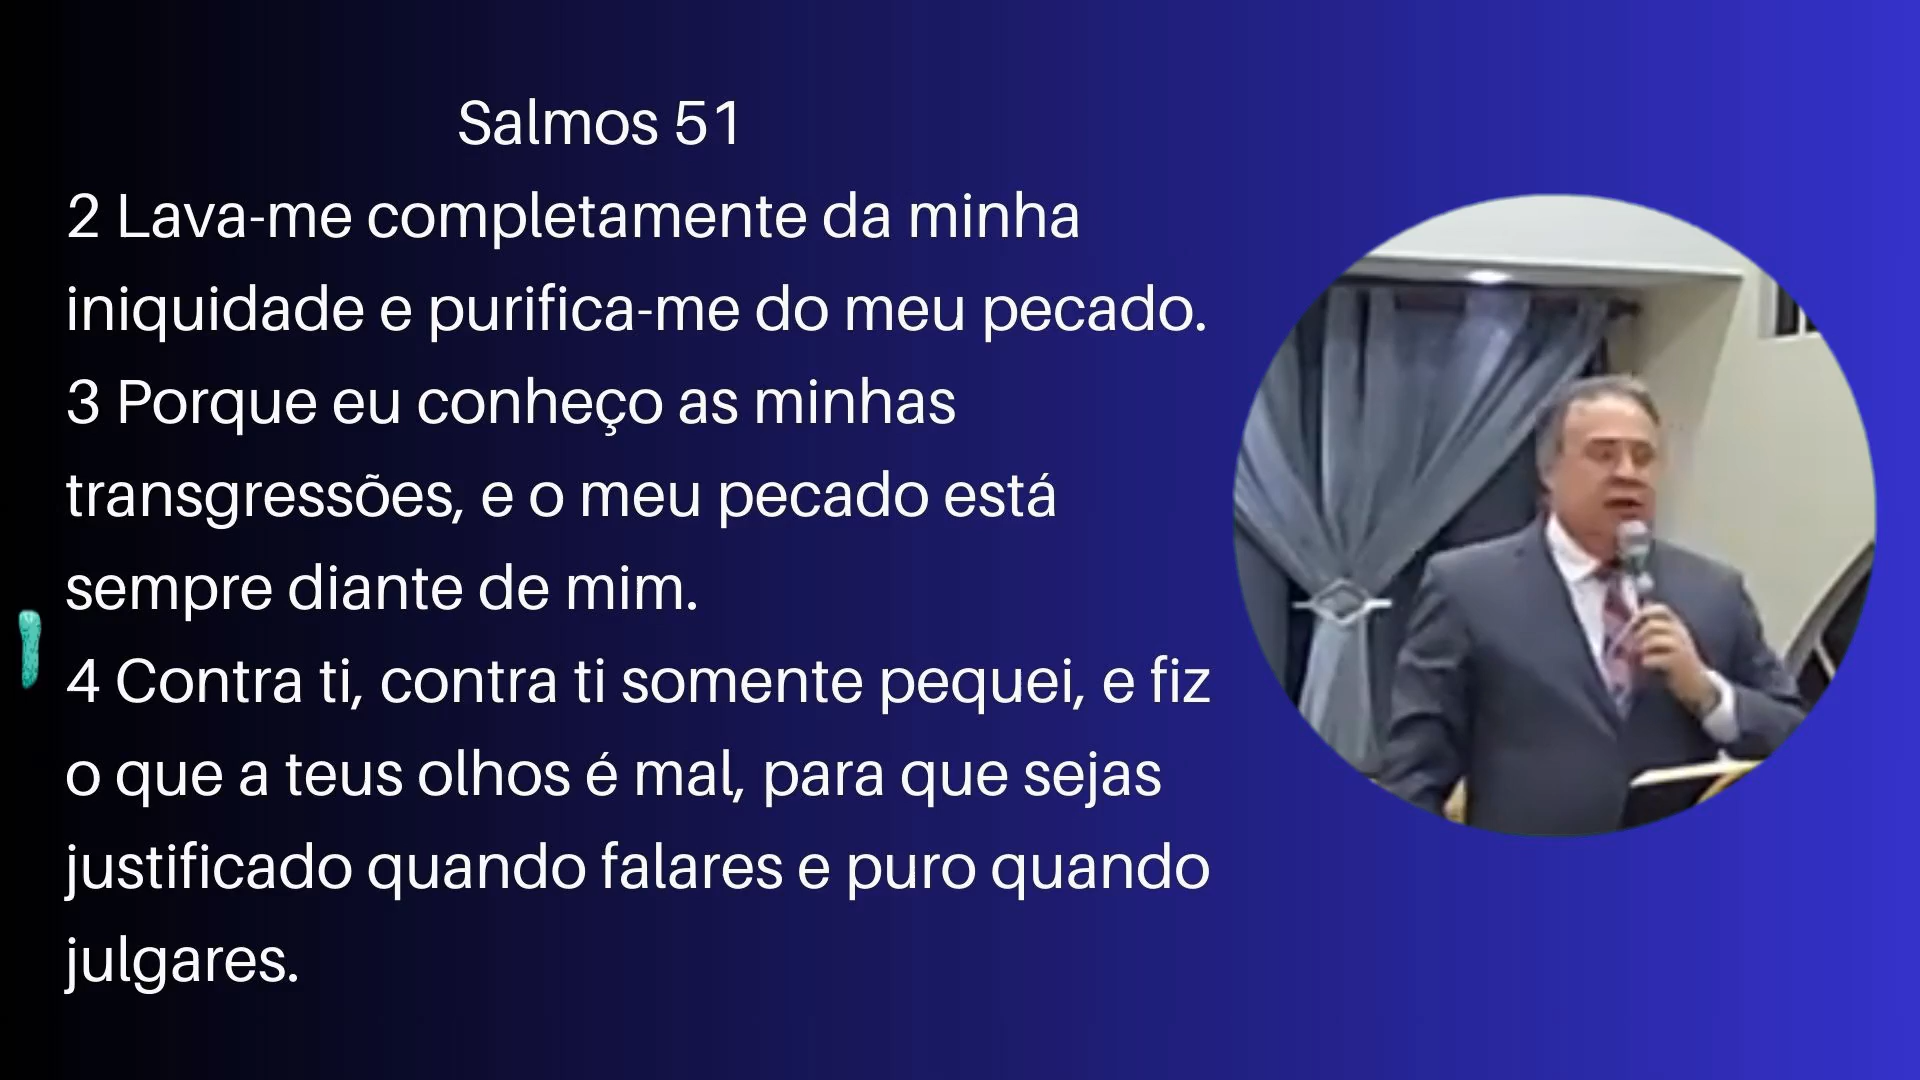 Salmos 51
2 Lava-me completamente da minha
iniquidade e purifica-me do meu pecado.
3 Porque eu conheço as minhas
transgressões, e o meu pecado está
sempre diante de mim.
4 Contra ti, contra ti somente pequei, e fiz
o que a teus olhos é mal, para que sejas
justificado quando falares e puro quando
julgares.